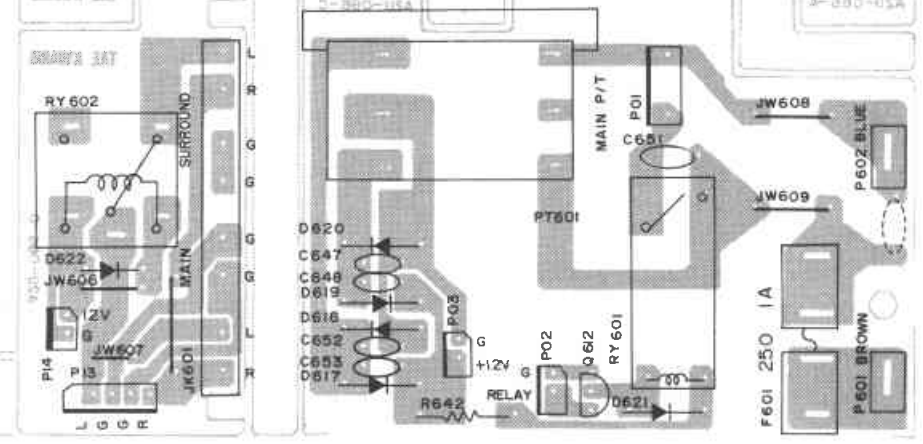 RY602
SURROUND
MAIN
D622
JW606
12V
G
P14
JW607
P13
JK601
L
G
G
R
L
R
G
G
G
G
L
R
MAIN P/T
P01
C651
JW608
P602 BLUE
JW609
PT601
D620
C647
C648
D619
D616
C652
C653
D617
P03
G
+12V
P02
G
RELAY
Q612
RY601
R642
D621
250 1A
F601
P601 BROWN